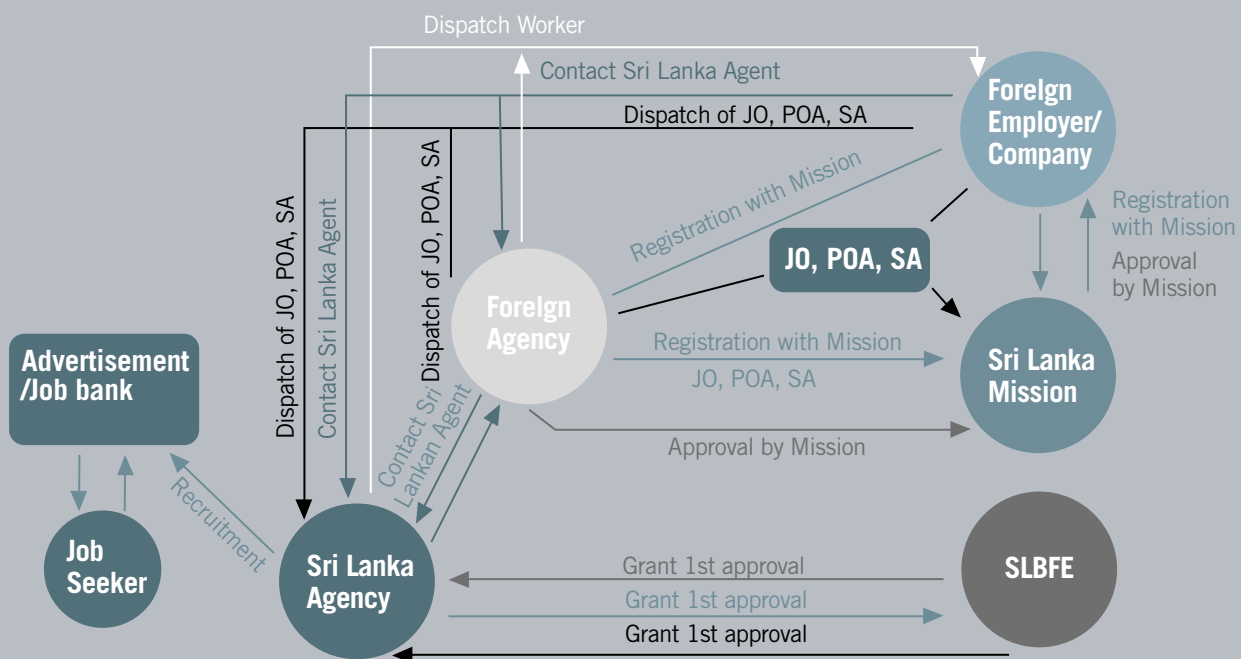 Dispatch Worker
Contact Sri Lanka Agent
Dispatch of JO, POA, SA
ForeIgn
Employer/
Company
Registration with Mission
Registration
with Mission
Approval
by Mission
JO, POA, SA
Dispatch of JO, POA, SA
Contact Sri Lanka Agent
Dispatch of JO, POA, SA
ForeIgn
Agency
Registration with Mission
JO, POA, SA
Sri Lanka
Mission
Advertisement
/Job bank
Contact Sri
Lankan Agent
Approval by Mission
Recruitment
Job
Seeker
Sri Lanka
Agency
Grant 1st approval
Grant 1st approval
Grant 1st approval
SLBFE